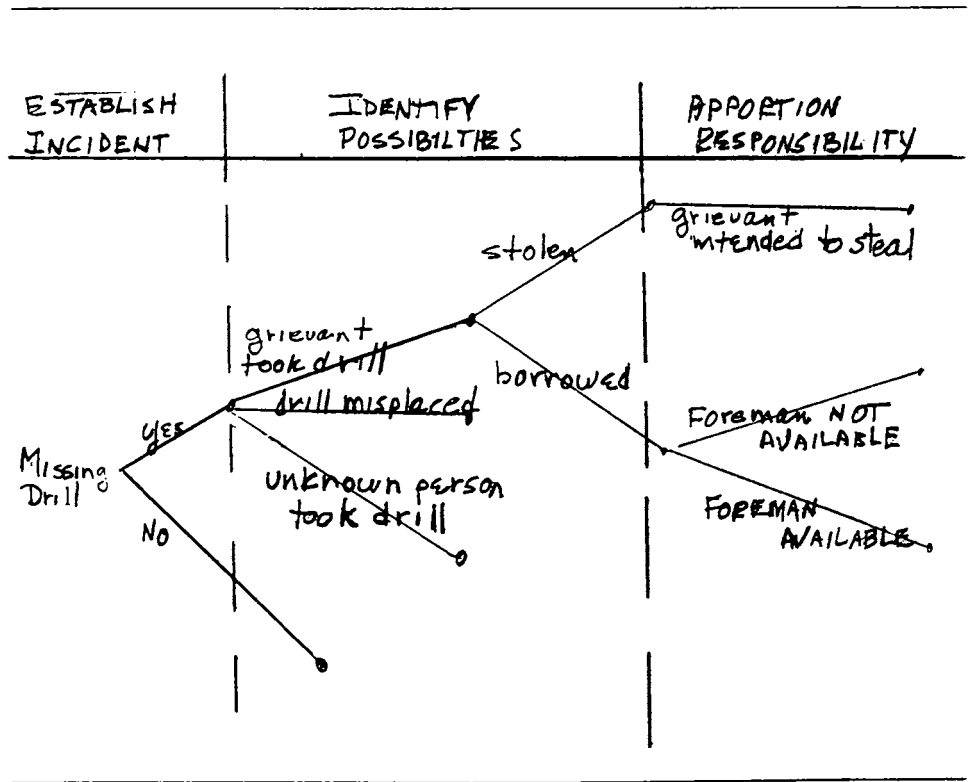 ESTABLISH
INCIDENT
IDENTIFY
POSSIBILTIES
APPORTION
RESPONSIBILITY
grievant
intended to steal
stolen
grievant
took drill
borrowed
drill misplaced
Foreman NOT
AVAILABLE
YES
Missing
Drill
unknown person
took drill
FOREMAN
AVAILABLE
NO